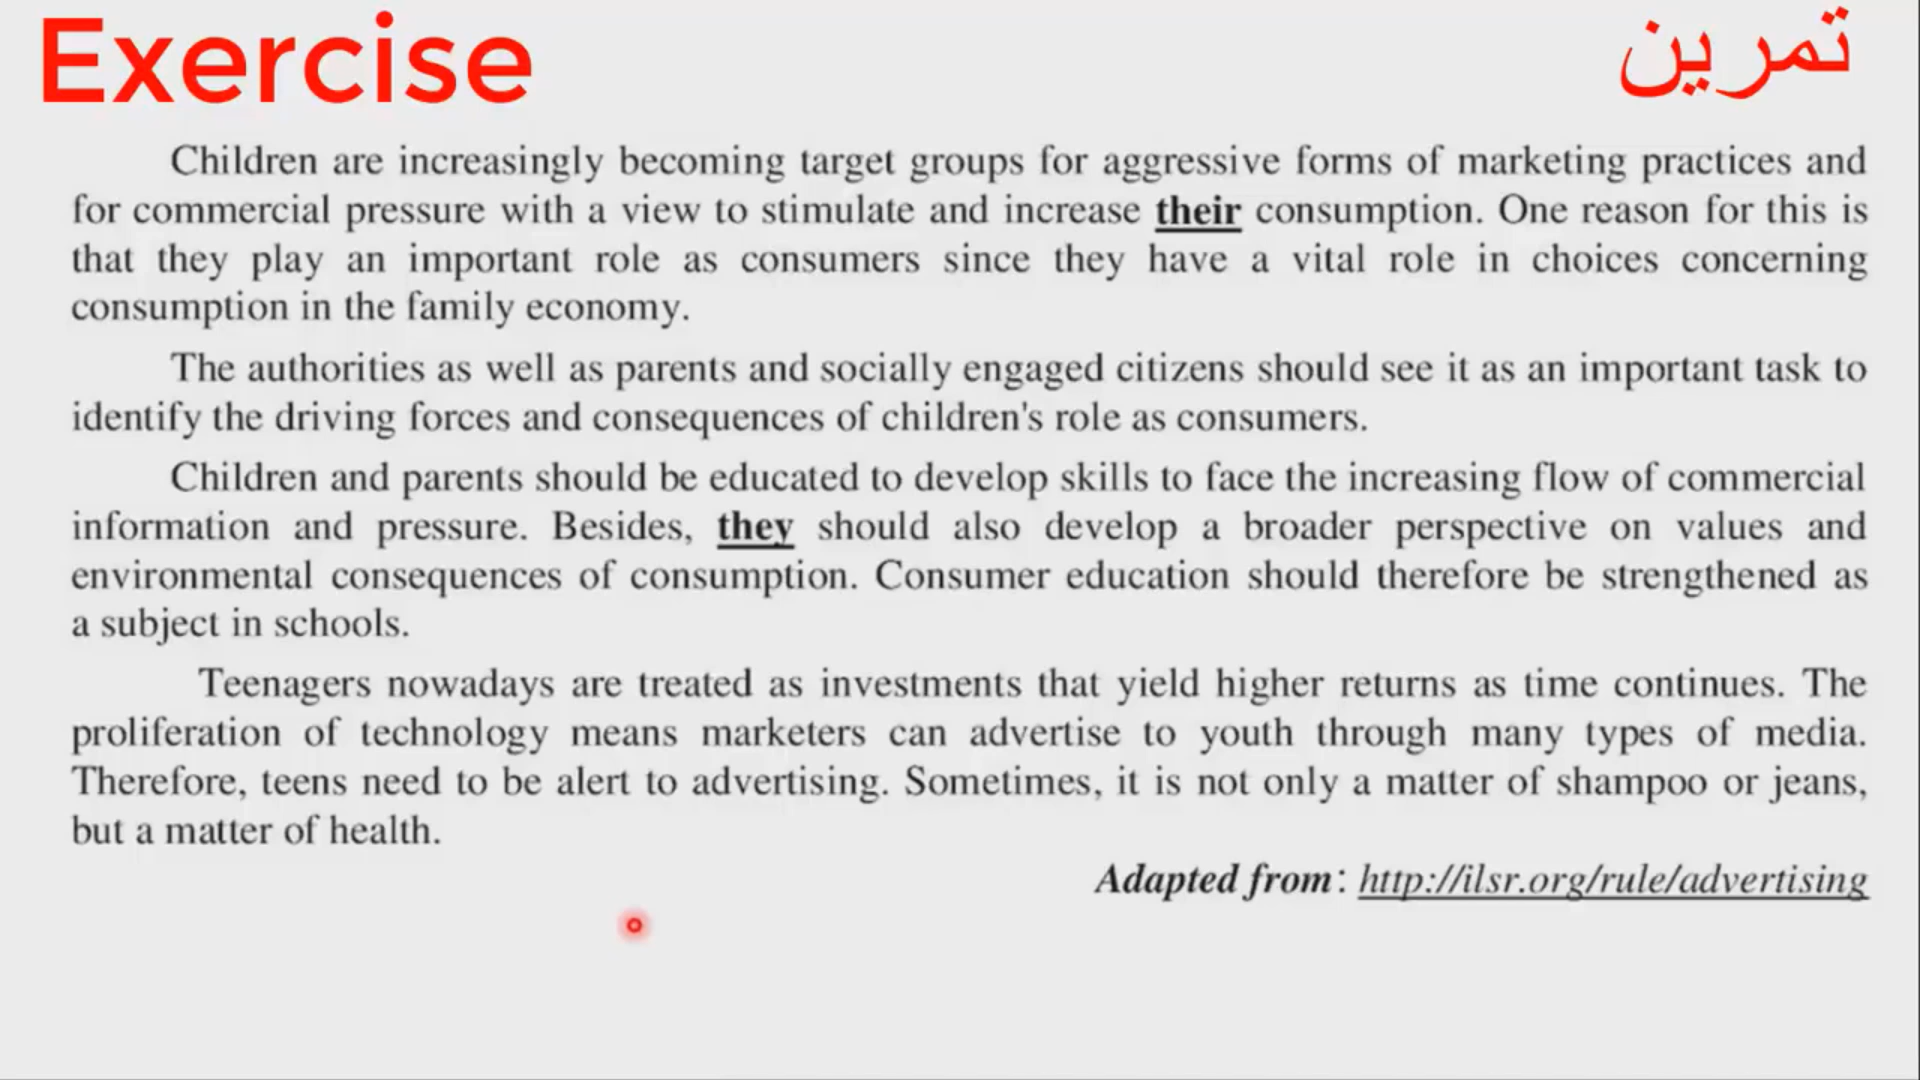 Exercise
تمرين
Children are increasingly becoming target groups for aggressive forms of marketing practices and
for commercial pressure with a view to stimulate and increase their consumption. One reason for this is
that they play an important role as consumers since they have a vital role in choices concerning
consumption in the family economy.
The authorities as well as parents and socially engaged citizens should see it as an important task to
identify the driving forces and consequences of children's role as consumers.
Children and parents should be educated to develop skills to face the increasing flow of commercial
information and pressure. Besides, they should also develop a broader perspective on values and
environmental consequences of consumption. Consumer education should therefore be strengthened as
a subject in schools.
Teenagers nowadays are treated as investments that yield higher returns as time continues. The
proliferation of technology means marketers can advertise to youth through many types of media.
Therefore, teens need to be alert to advertising. Sometimes, it is not only a matter of shampoo or jeans,
but a matter of health.
Adapted from: http://ilsr.org/rule/advertising